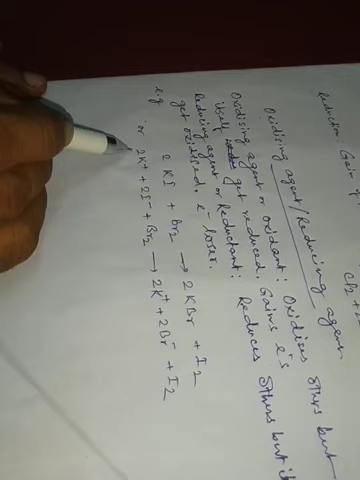 Cl2 + 2
Reduction: Gain of
Oxidising agent/Reducing agent.
Oxidising agent or oxidant: Oxidises others but
itself get reduced. Gains e's
Reducing agent or Reductant: Reduces others but it
get oxidised, e- loser.
e.g. 2 KI + Br2 → 2 KBr + I2
or 2K+ + 2I- + Br2 → 2K+ + 2Br- + I2